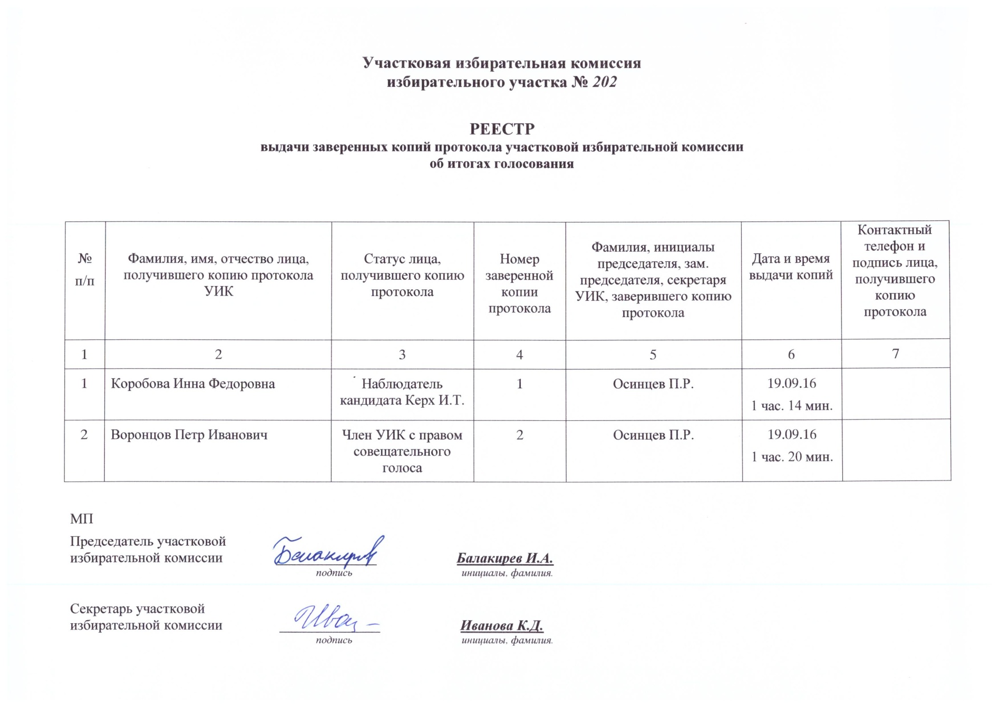 Участковая избирательная комиссия
избирательного участка № 202
РЕЕСТР
выдачи заверенных копий протокола участковой избирательной комиссии
об итогах голосования
№
п/п
Фамилия, имя, отчество лица,
получившего копию протокола
УИК
Статус лица,
получившего копию
протокола
Номер
заверенной
копии
протокола
Фамилия, инициалы
председателя, зам.
председателя, секретаря
УИК, заверившего копию
протокола
Дата и время
выдачи копий
Контактный
телефон и
подпись лица,
получившего
копию
протокола
1 2 3 4 5 6 7
1
Коробова Инна Федоровна
Наблюдатель
кандидата Керх И.Т.
1
Осинцев П.Р.
19.09.16
1 час. 14 мин.
2
Воронцов Петр Иванович
Член УИК с правом
совещательного
голоса
2
Осинцев П.Р.
19.09.16
1 час. 20 мин.
МП
Председатель участковой
избирательной комиссии
Балакирев И.А.
подпись
инициалы, фамилия.
Секретарь участковой
избирательной комиссии
Иванова К.Д.
подпись
инициалы, фамилия.